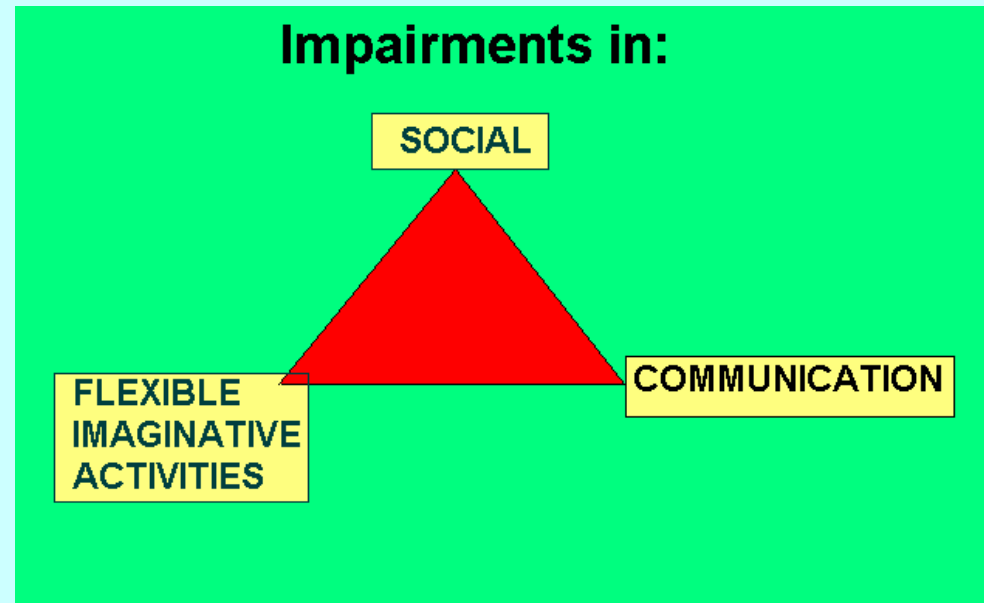 Impairments in:
SOCIAL
FLEXIBLE
IMAGINATIVE
ACTIVITIES
COMMUNICATION